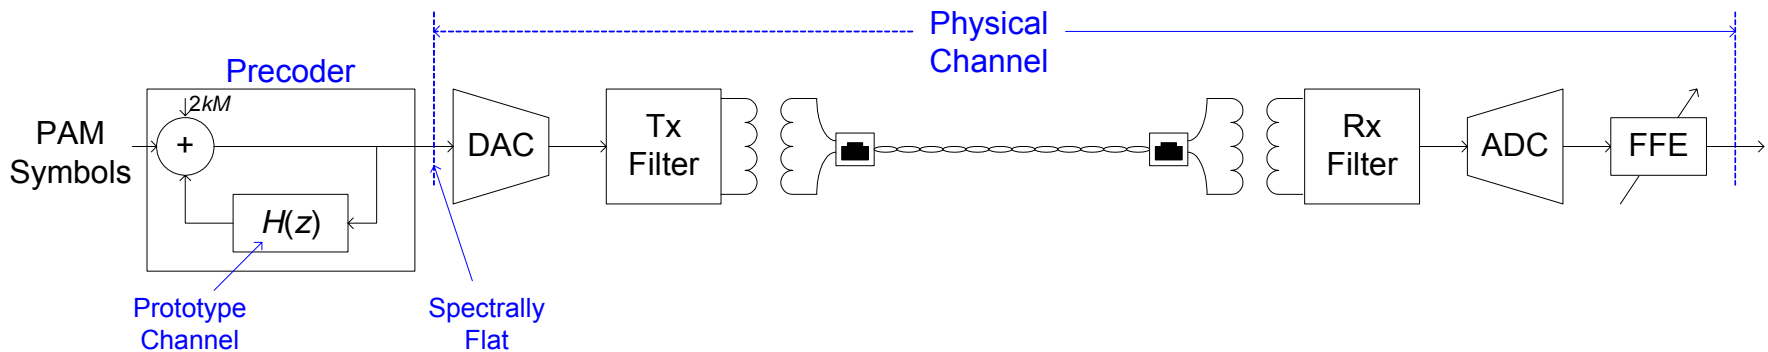 Physical
Channel
Precoder
2kM
PAM
Symbols
+
DAC
Tx
Filter
Rx
Filter
ADC
FFE
H(z)
Prototype
Channel
Spectrally
Flat